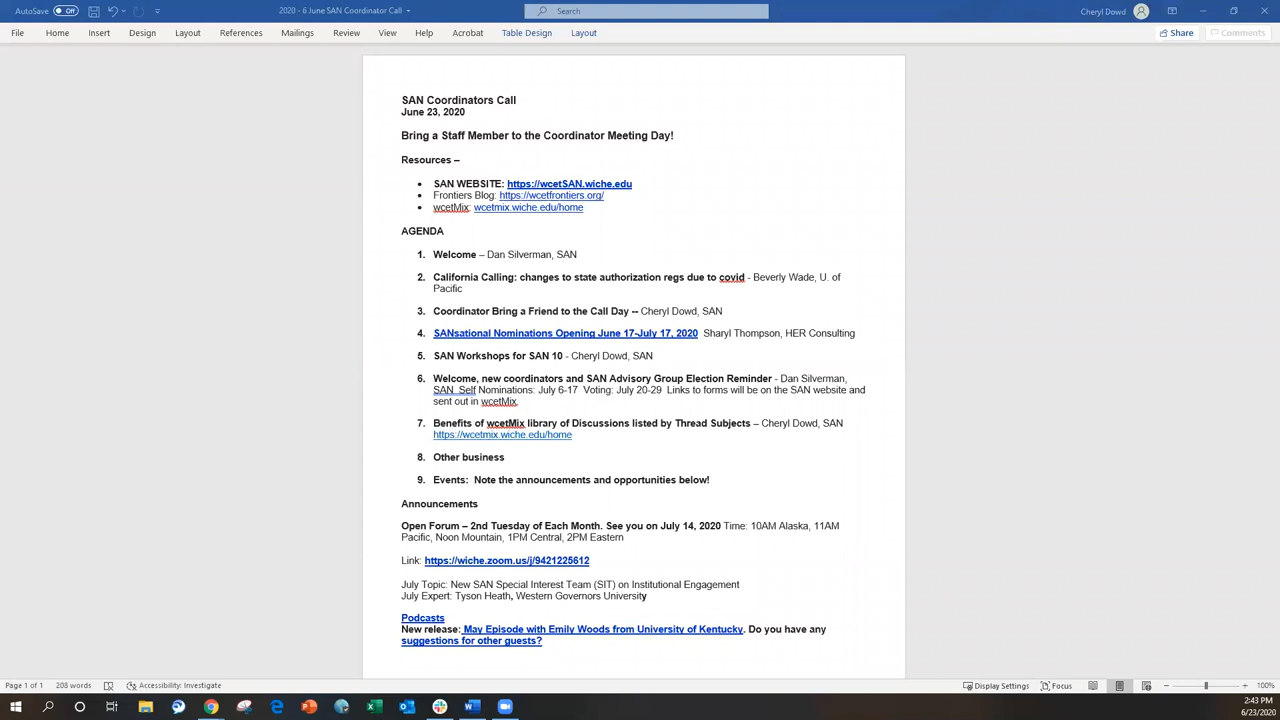 AutoSave Off 2020 - 6 June SAN Coordinator Call Search Cheryl Dowd
File Home Insert Design Layout References Mailings Review View Help Acrobat Table Design Layout Share Comments
SAN Coordinators Call
June 23, 2020
Bring a Staff Member to the Coordinator Meeting Day!
Resources –
• SAN WEBSITE: https://wcetSAN.wiche.edu
• Frontiers Blog: https://wcetfrontiers.org/
• wcetMix: wcetmix.wiche.edu/home
AGENDA
1. Welcome – Dan Silverman, SAN
2. California Calling: changes to state authorization regs due to covid - Beverly Wade, U. of
Pacific
3. Coordinator Bring a Friend to the Call Day -- Cheryl Dowd, SAN
4. SANsational Nominations Opening June 17-July 17, 2020 Sharyl Thompson, HER Consulting
5. SAN Workshops for SAN 10 - Cheryl Dowd, SAN
6. Welcome, new coordinators and SAN Advisory Group Election Reminder - Dan Silverman,
SAN Self Nominations: July 6-17 Voting: July 20-29 Links to forms will be on the SAN website and
sent out in wcetMix.
7. Benefits of wcetMix library of Discussions listed by Thread Subjects – Cheryl Dowd, SAN
https://wcetmix.wiche.edu/home
8. Other business
9. Events: Note the announcements and opportunities below!
Announcements
Open Forum – 2nd Tuesday of Each Month. See you on July 14, 2020 Time: 10AM Alaska, 11AM
Pacific, Noon Mountain, 1PM Central, 2PM Eastern
Link: https://wiche.zoom.us/j/9421225612
July Topic: New SAN Special Interest Team (SIT) on Institutional Engagement
July Expert: Tyson Heath, Western Governors University
Podcasts
New release: May Episode with Emily Woods from University of Kentucky. Do you have any
suggestions for other guests?
Page 1 of 1 208 words Accessibility: Investigate Display Settings Focus 100%
2:43 PM
6/23/2020